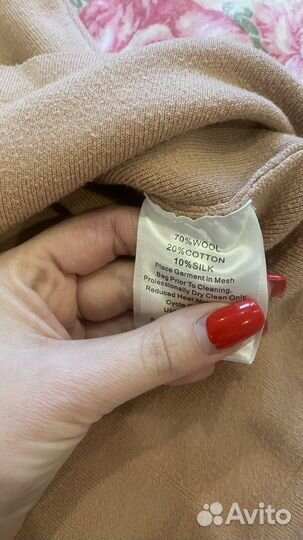 70%WOOL
20%COTTON
10%SILK
Place Garment in Mesh
Bag Prior To Cleaning.
Professionally Dry Clean Only
Reduced Heat
Cycle
Avito